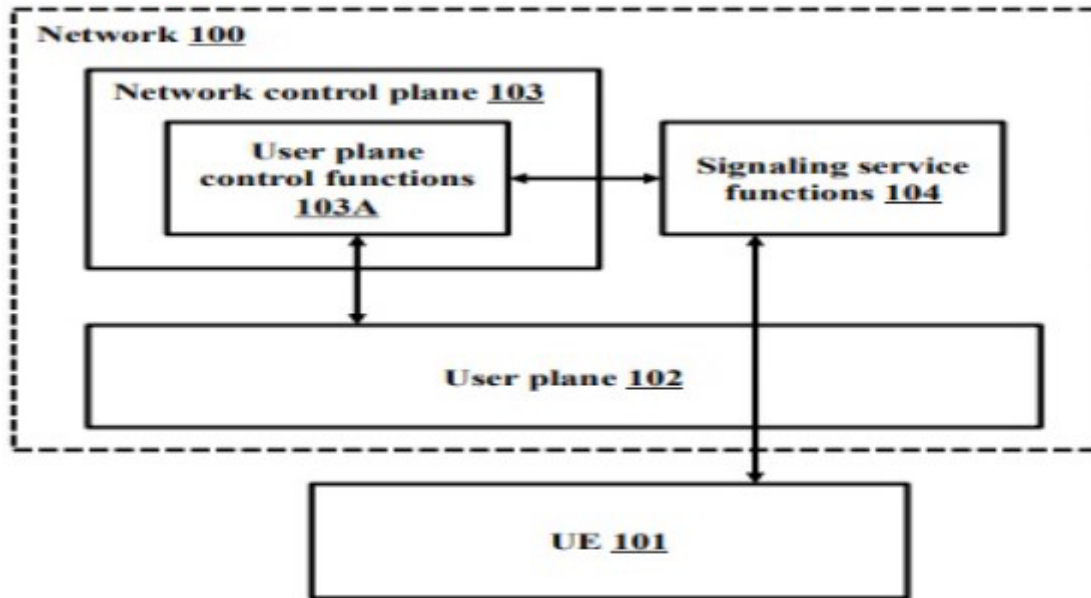 Network 100
Network control plane 103
User plane
control functions
103A
Signaling service
functions 104
User plane 102
UE 101